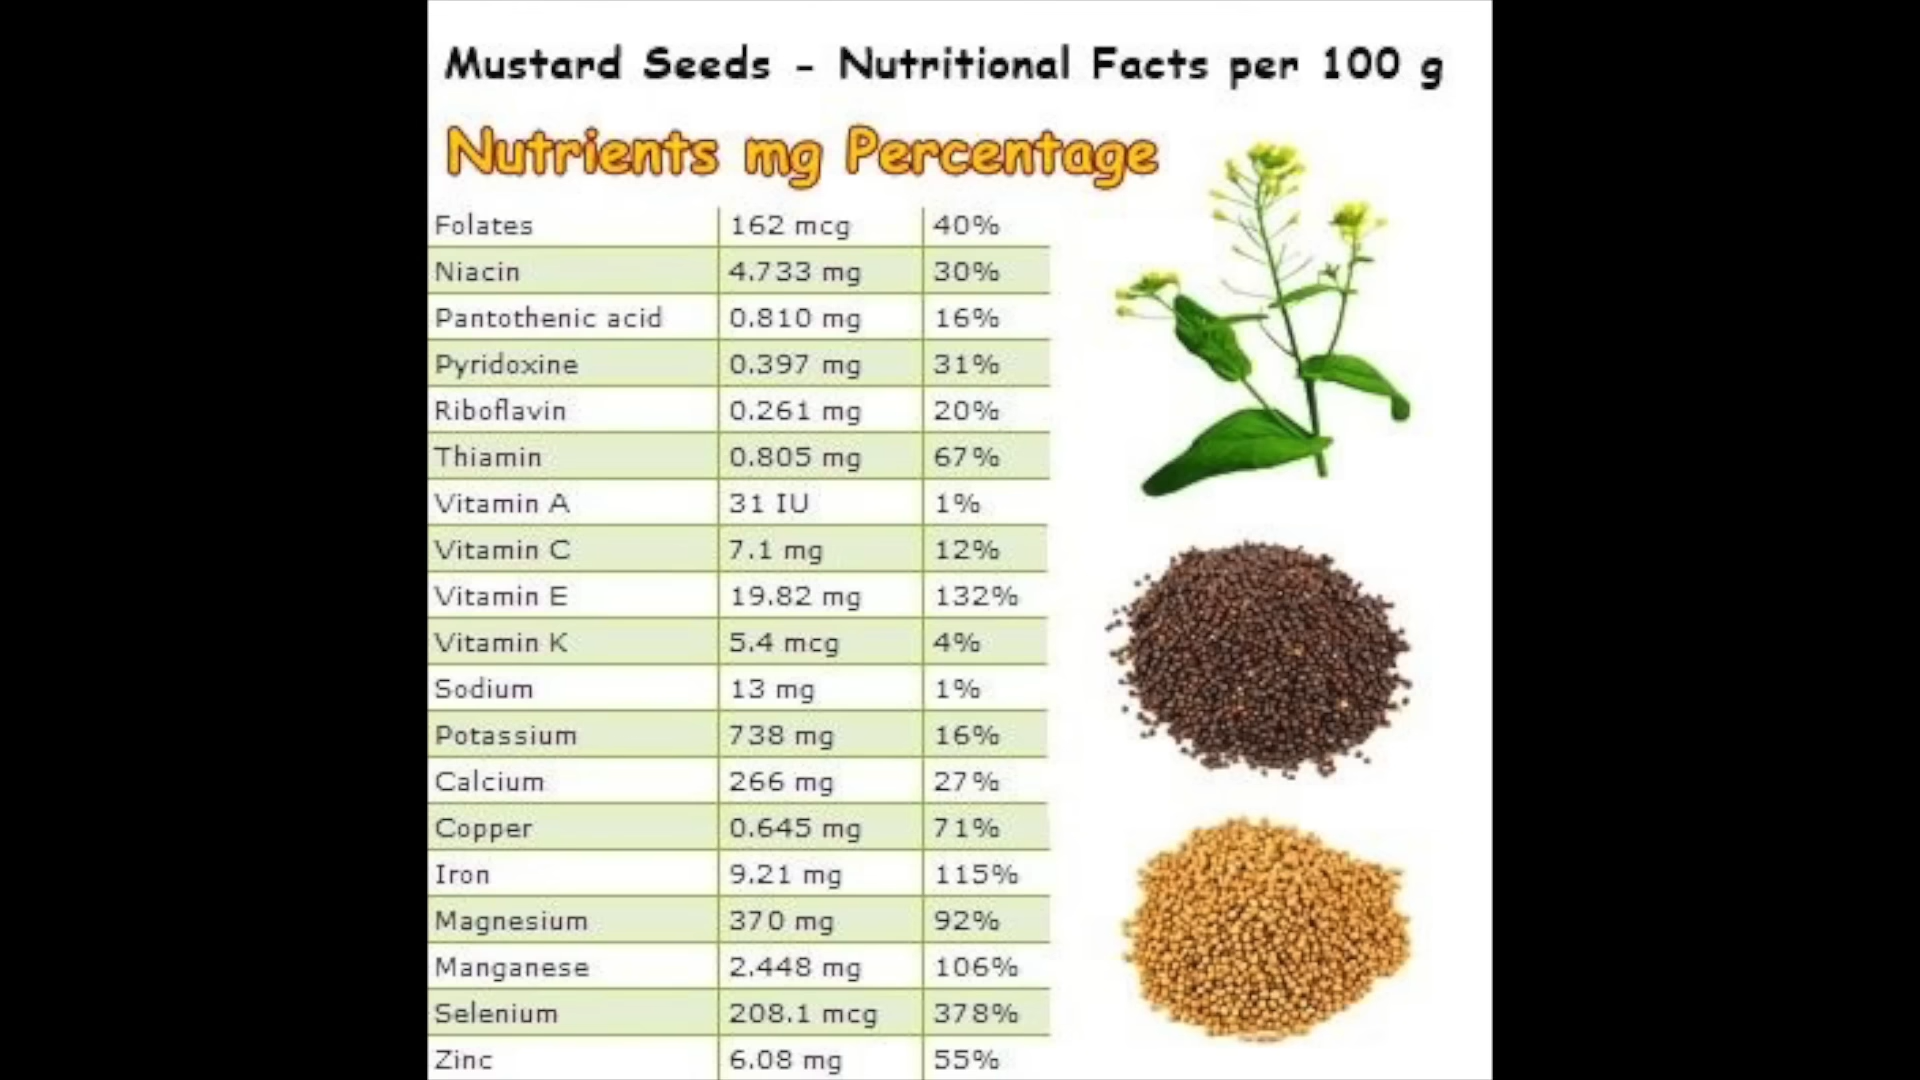 Mustard Seeds - Nutritional Facts per 100 g
Nutrients mg Percentage
Folates 162 mcg 40%
Niacin 4.733 mg 30%
Pantothenic acid 0.810 mg 16%
Pyridoxine 0.397 mg 31%
Riboflavin 0.261 mg 20%
Thiamin 0.805 mg 67%
Vitamin A 31 IU 1%
Vitamin C 7.1 mg 12%
Vitamin E 19.82 mg 132%
Vitamin K 5.4 mcg 4%
Sodium 13 mg 1%
Potassium 738 mg 16%
Calcium 266 mg 27%
Copper 0.645 mg 71%
Iron 9.21 mg 115%
Magnesium 370 mg 92%
Manganese 2.448 mg 106%
Selenium 208.1 mcg 378%
Zinc 6.08 mg 55%